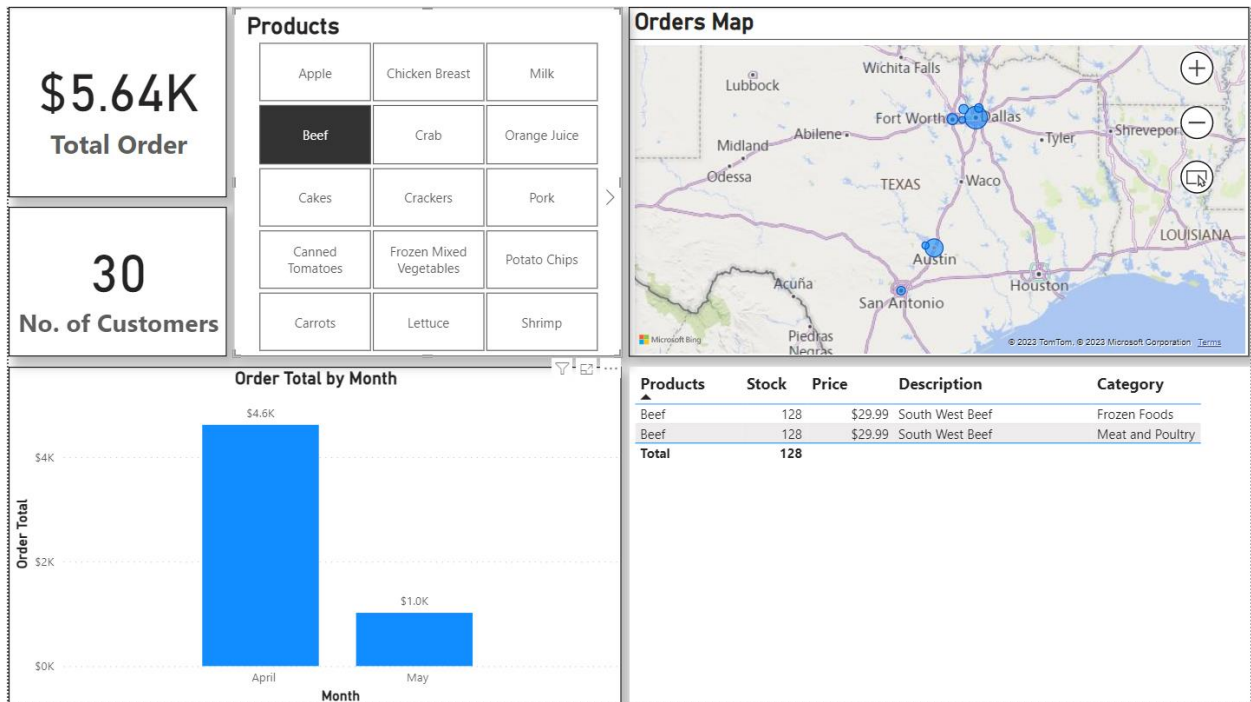 $5.64K
Total Order
30
No. of Customers
Products
Apple
Chicken Breast
Milk
Beef
Crab
Orange Juice
Cakes
Crackers
Pork
Canned
Tomatoes
Frozen Mixed
Vegetables
Potato Chips
Carrots
Lettuce
Shrimp
Orders Map
Wichita Falls
Lubbock
Fort Worth
Dallas
Abilene
Tyler
Shrevepor
Midland
Odessa
TEXAS
Waco
LOUISIANA
Austin
Acuña
Houston
San Antonio
Piedras
Negras
Microsoft Bing
© 2023 TomTom, © 2023 Microsoft Corporation Terms
Order Total by Month
$4.6K
$4K
Order Total
$2K
$1.0K
$0K
April
May
Month
Products Stock Price Description Category
Beef 128 $29.99 South West Beef Frozen Foods
Beef 128 $29.99 South West Beef Meat and Poultry
Total 128